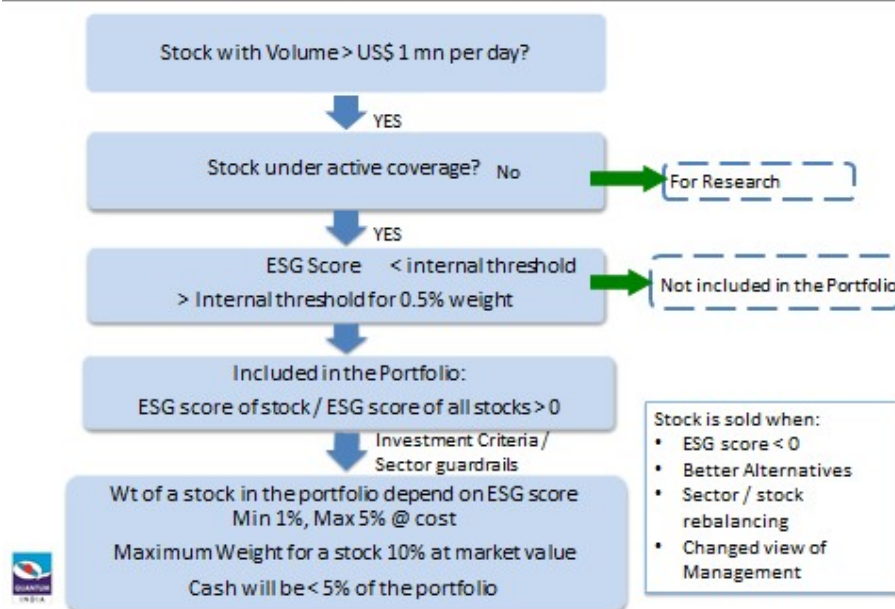 Stock with Volume > US$ 1 mn per day?
YES
Stock under active coverage? No
For Research
YES
ESG Score < internal threshold
> Internal threshold for 0.5% weight
Not included in the Portfolio
Included in the Portfolio:
ESG score of stock / ESG score of all stocks > 0
Investment Criteria /
Sector guardrails
Wt of a stock in the portfolio depend on ESG score
Min 1%, Max 5% @ cost
Maximum Weight for a stock 10% at market value
Cash will be < 5% of the portfolio
Stock is sold when:
• ESG score < 0
• Better Alternatives
• Sector / stock
rebalancing
• Changed view of
Management
QUANTUM
INDIA